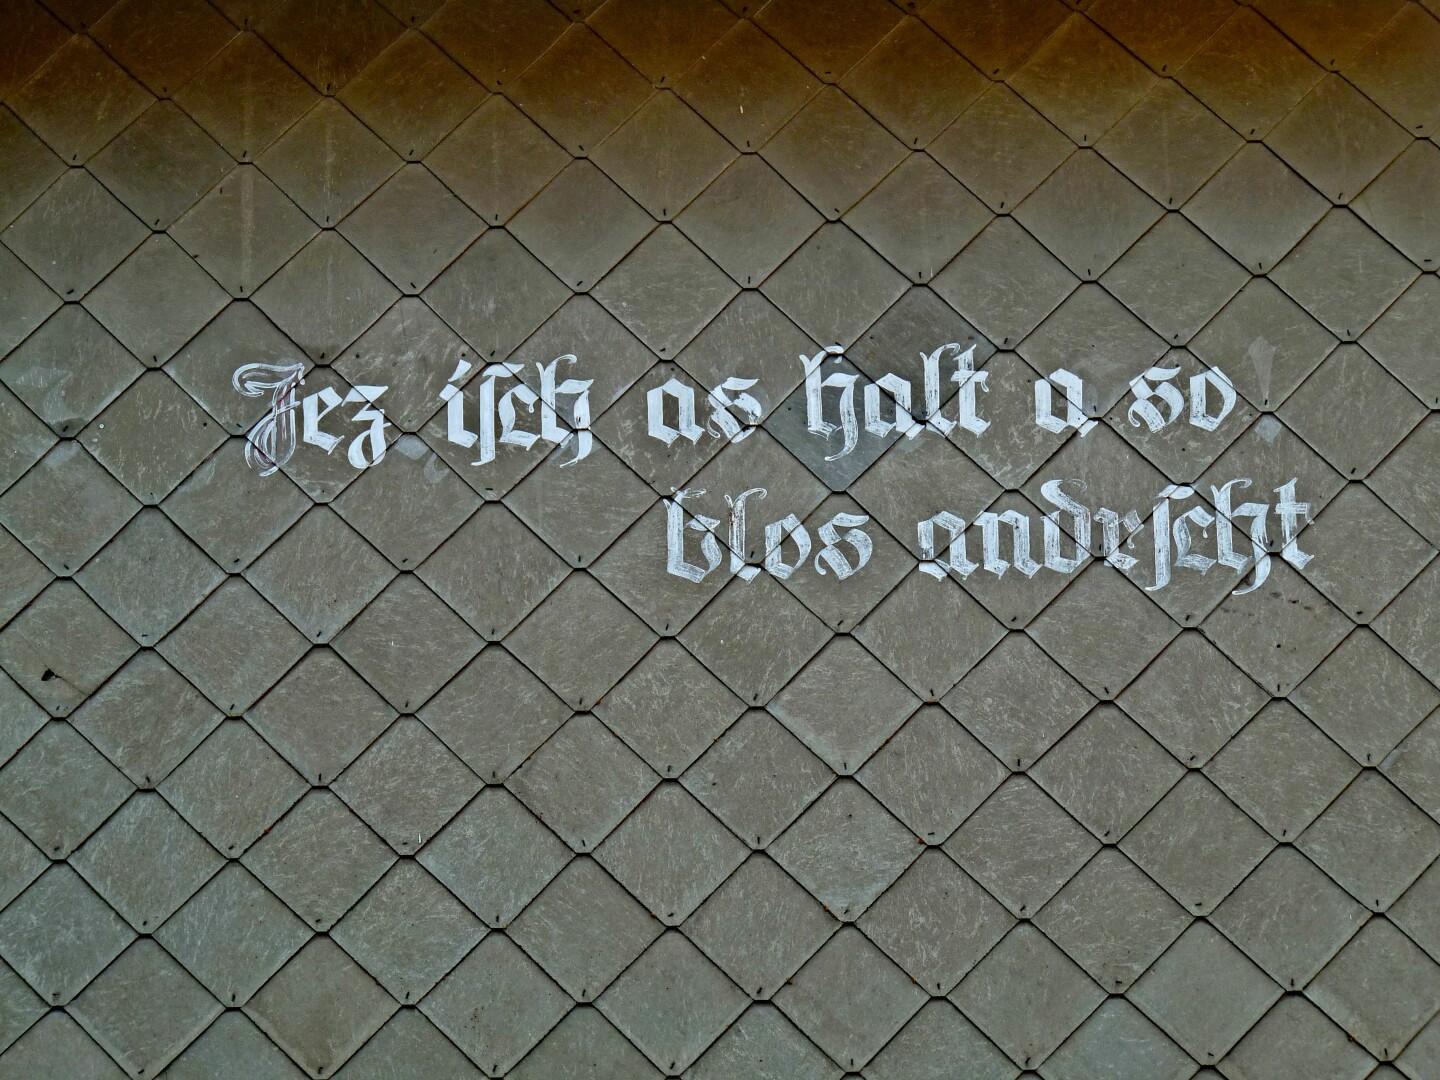 Jez iſch as halt a so
blos andrſcht